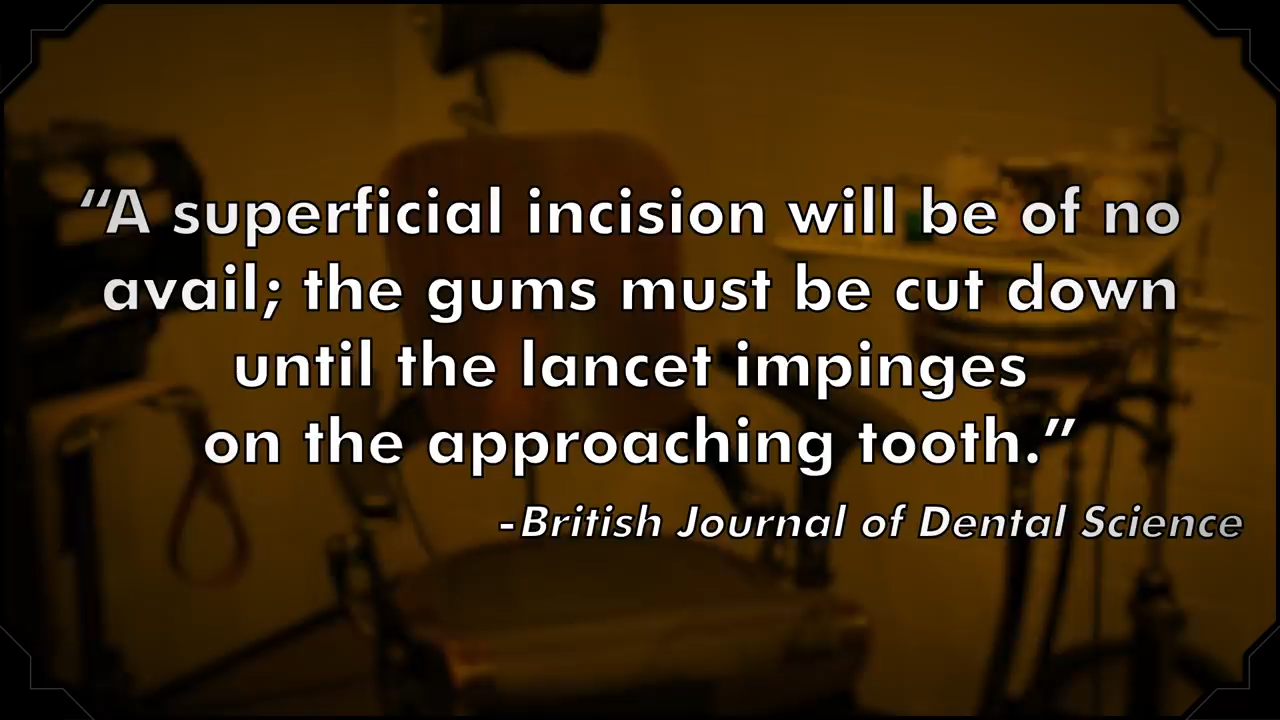 “A superficial incision will be of no
avail; the gums must be cut down
until the lancet impinges
on the approaching tooth.”
-British Journal of Dental Science